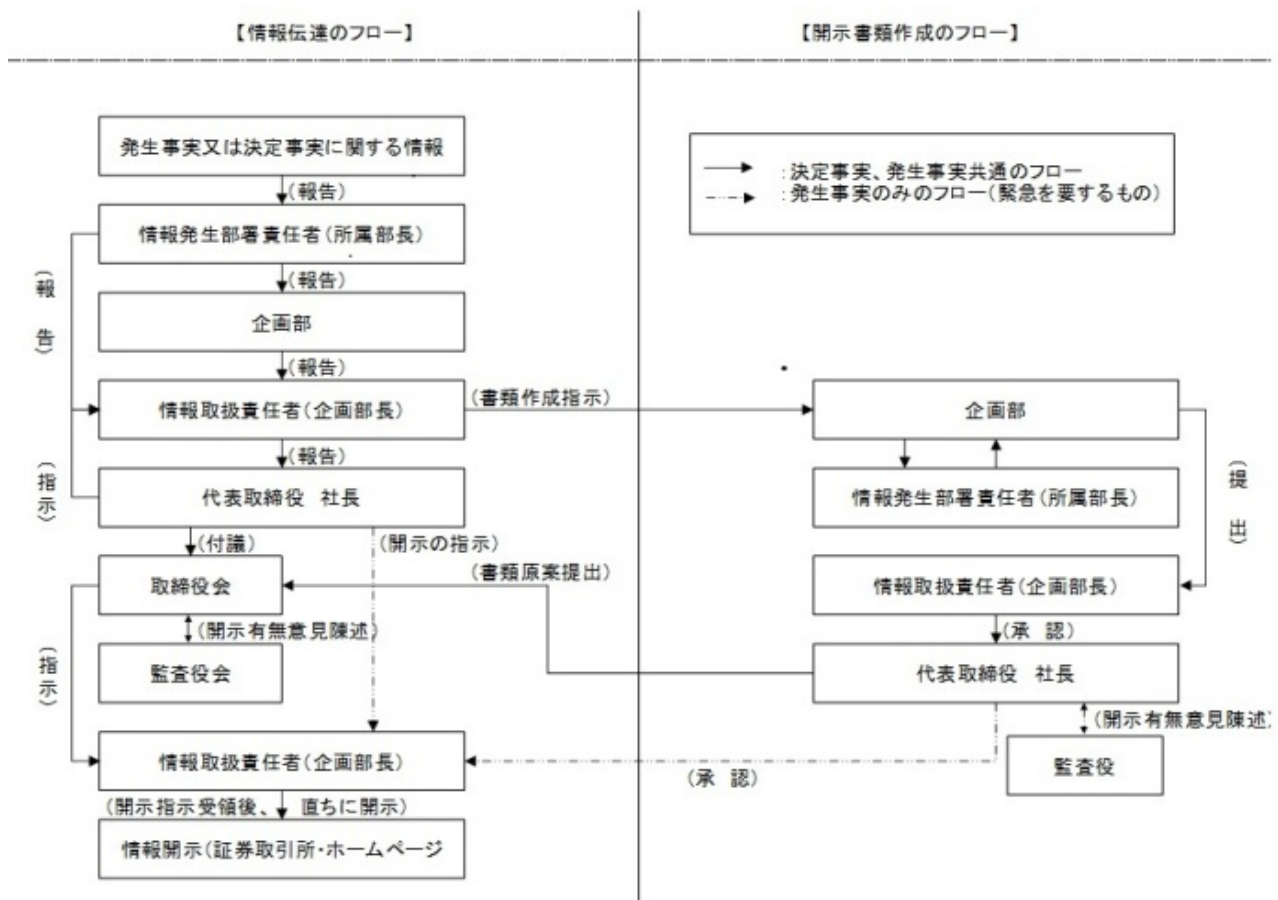 【情報伝達のフロー】
【開示書類作成のフロー】
発生事実又は決定事実に関する情報
(報告)
情報発生部署責任者(所属部長)
(報告)
企画部
(報告)
情報取扱責任者(企画部長)
(報告)
代表取締役 社長
(報告)
(指示)
(付議)
(開示の指示)
取締役会
(開示有無意見陳述)
監査役会
(指示)
情報取扱責任者(企画部長)
(開示指示受領後、 直ちに開示)
情報開示(証券取引所・ホームページ
:決定事実、発生事実共通のフロー
:発生事実のみのフロー(緊急を要するもの)
(書類作成指示)
企画部
情報発生部署責任者(所属部長)
(提出)
情報取扱責任者(企画部長)
(承 認)
代表取締役 社長
(書類原案提出)
(開示有無意見陳述)
監査役
(承 認)